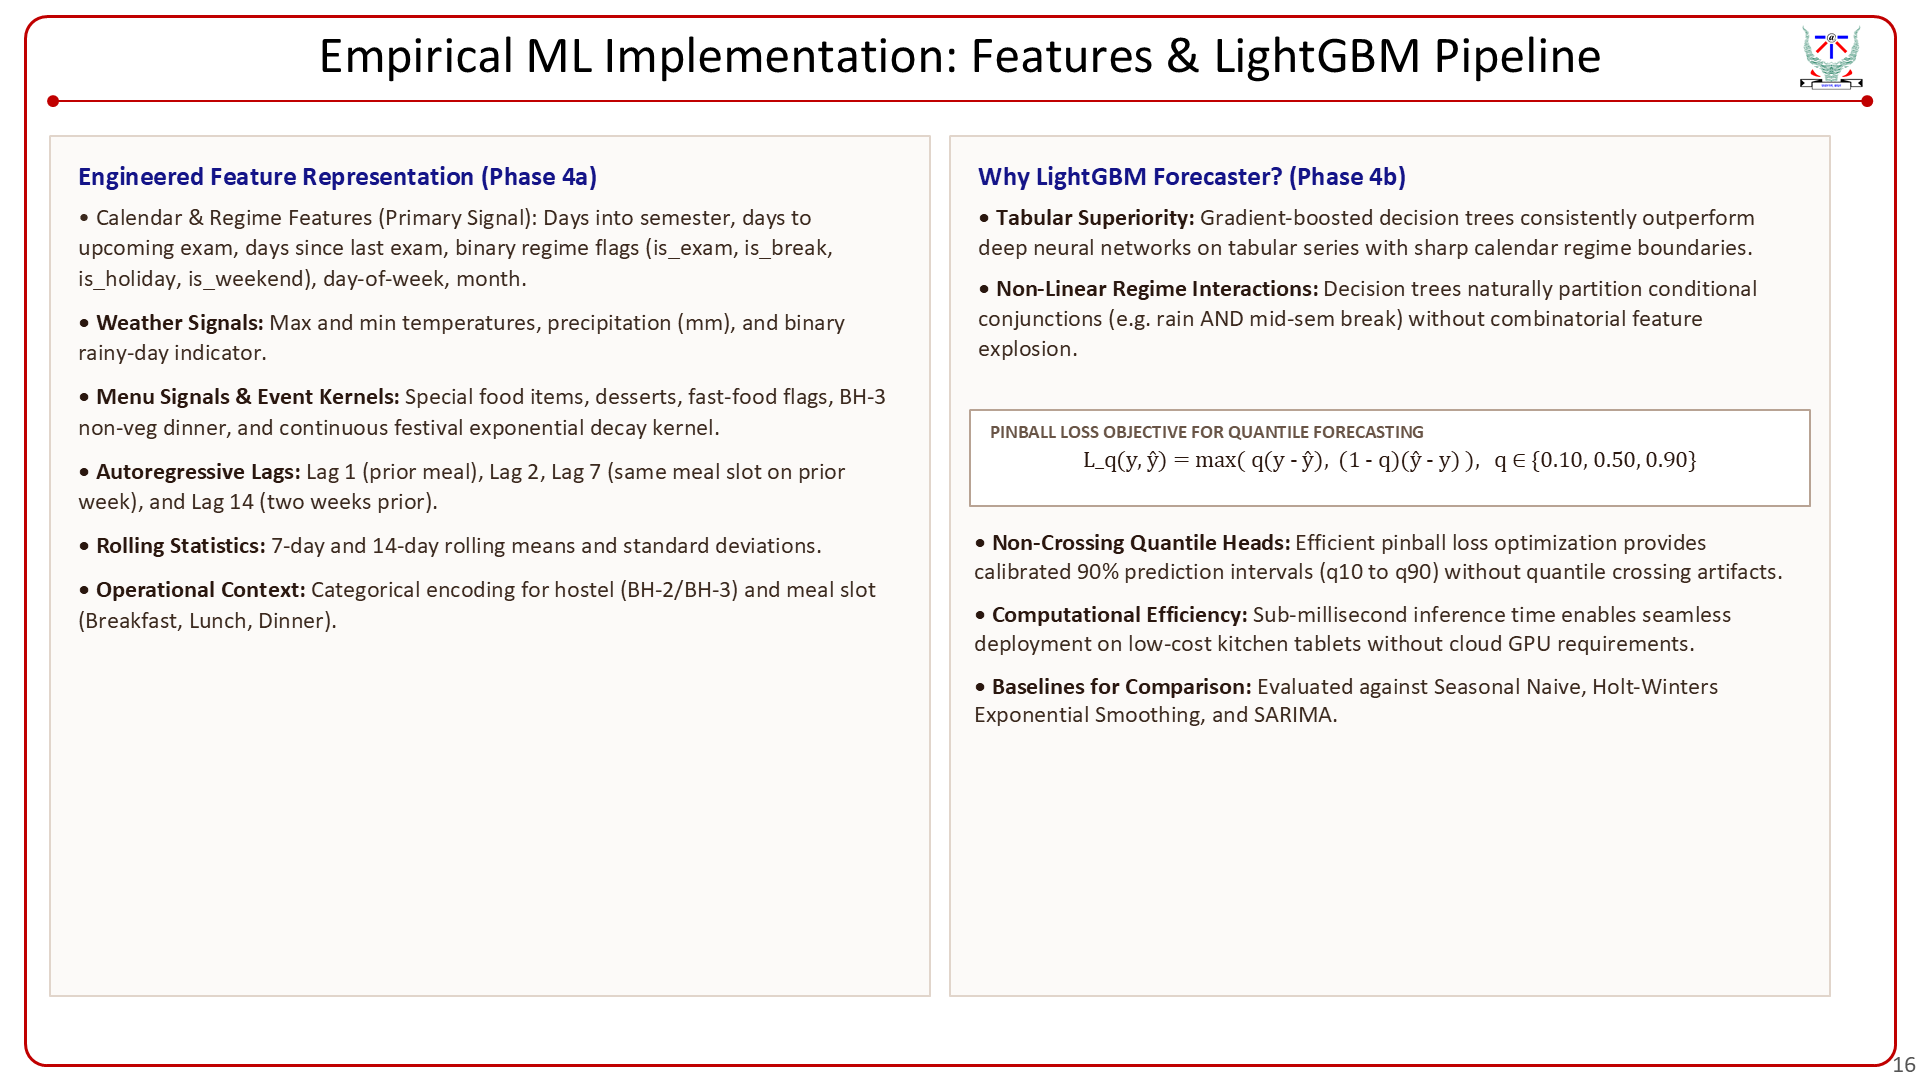 Empirical ML Implementation: Features & LightGBM Pipeline
@
Engineered Feature Representation (Phase 4a)
• Calendar & Regime Features (Primary Signal): Days into semester, days to
upcoming exam, days since last exam, binary regime flags (is_exam, is_break,
is_holiday, is_weekend), day-of-week, month.
• Weather Signals: Max and min temperatures, precipitation (mm), and binary
rainy-day indicator.
• Menu Signals & Event Kernels: Special food items, desserts, fast-food flags, BH-3
non-veg dinner, and continuous festival exponential decay kernel.
• Autoregressive Lags: Lag 1 (prior meal), Lag 2, Lag 7 (same meal slot on prior
week), and Lag 14 (two weeks prior).
• Rolling Statistics: 7-day and 14-day rolling means and standard deviations.
• Operational Context: Categorical encoding for hostel (BH-2/BH-3) and meal slot
(Breakfast, Lunch, Dinner).
Why LightGBM Forecaster? (Phase 4b)
• Tabular Superiority: Gradient-boosted decision trees consistently outperform
deep neural networks on tabular series with sharp calendar regime boundaries.
• Non-Linear Regime Interactions: Decision trees naturally partition conditional
conjunctions (e.g. rain AND mid-sem break) without combinatorial feature
explosion.
PINBALL LOSS OBJECTIVE FOR QUANTILE FORECASTING
L_q(y, ŷ) = max( q(y - ŷ), (1 - q)(ŷ - y) ), q ∈ {0.10, 0.50, 0.90}
• Non-Crossing Quantile Heads: Efficient pinball loss optimization provides
calibrated 90% prediction intervals (q10 to q90) without quantile crossing artifacts.
• Computational Efficiency: Sub-millisecond inference time enables seamless
deployment on low-cost kitchen tablets without cloud GPU requirements.
• Baselines for Comparison: Evaluated against Seasonal Naive, Holt-Winters
Exponential Smoothing, and SARIMA.
16